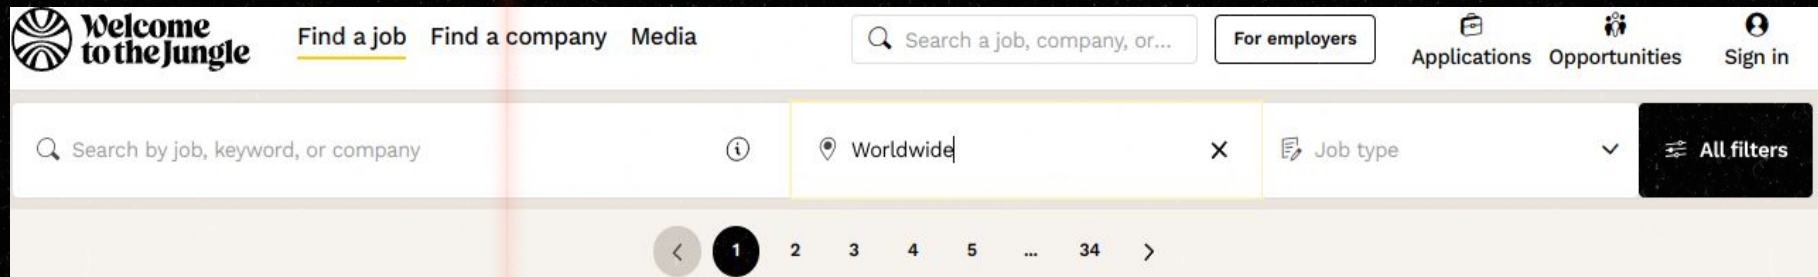 Welcome
to the Jungle
Find a job Find a company Media
Search a job, company, or...
For employers
Applications Opportunities Sign in
Search by job, keyword, or company
Worldwide
Job type
All filters
1 2 3 4 5 ... 34